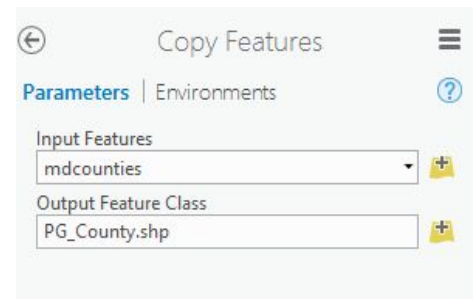 Copy Features
Parameters | Environments
Input Features
mdcounties
Output Feature Class
PG_County.shp